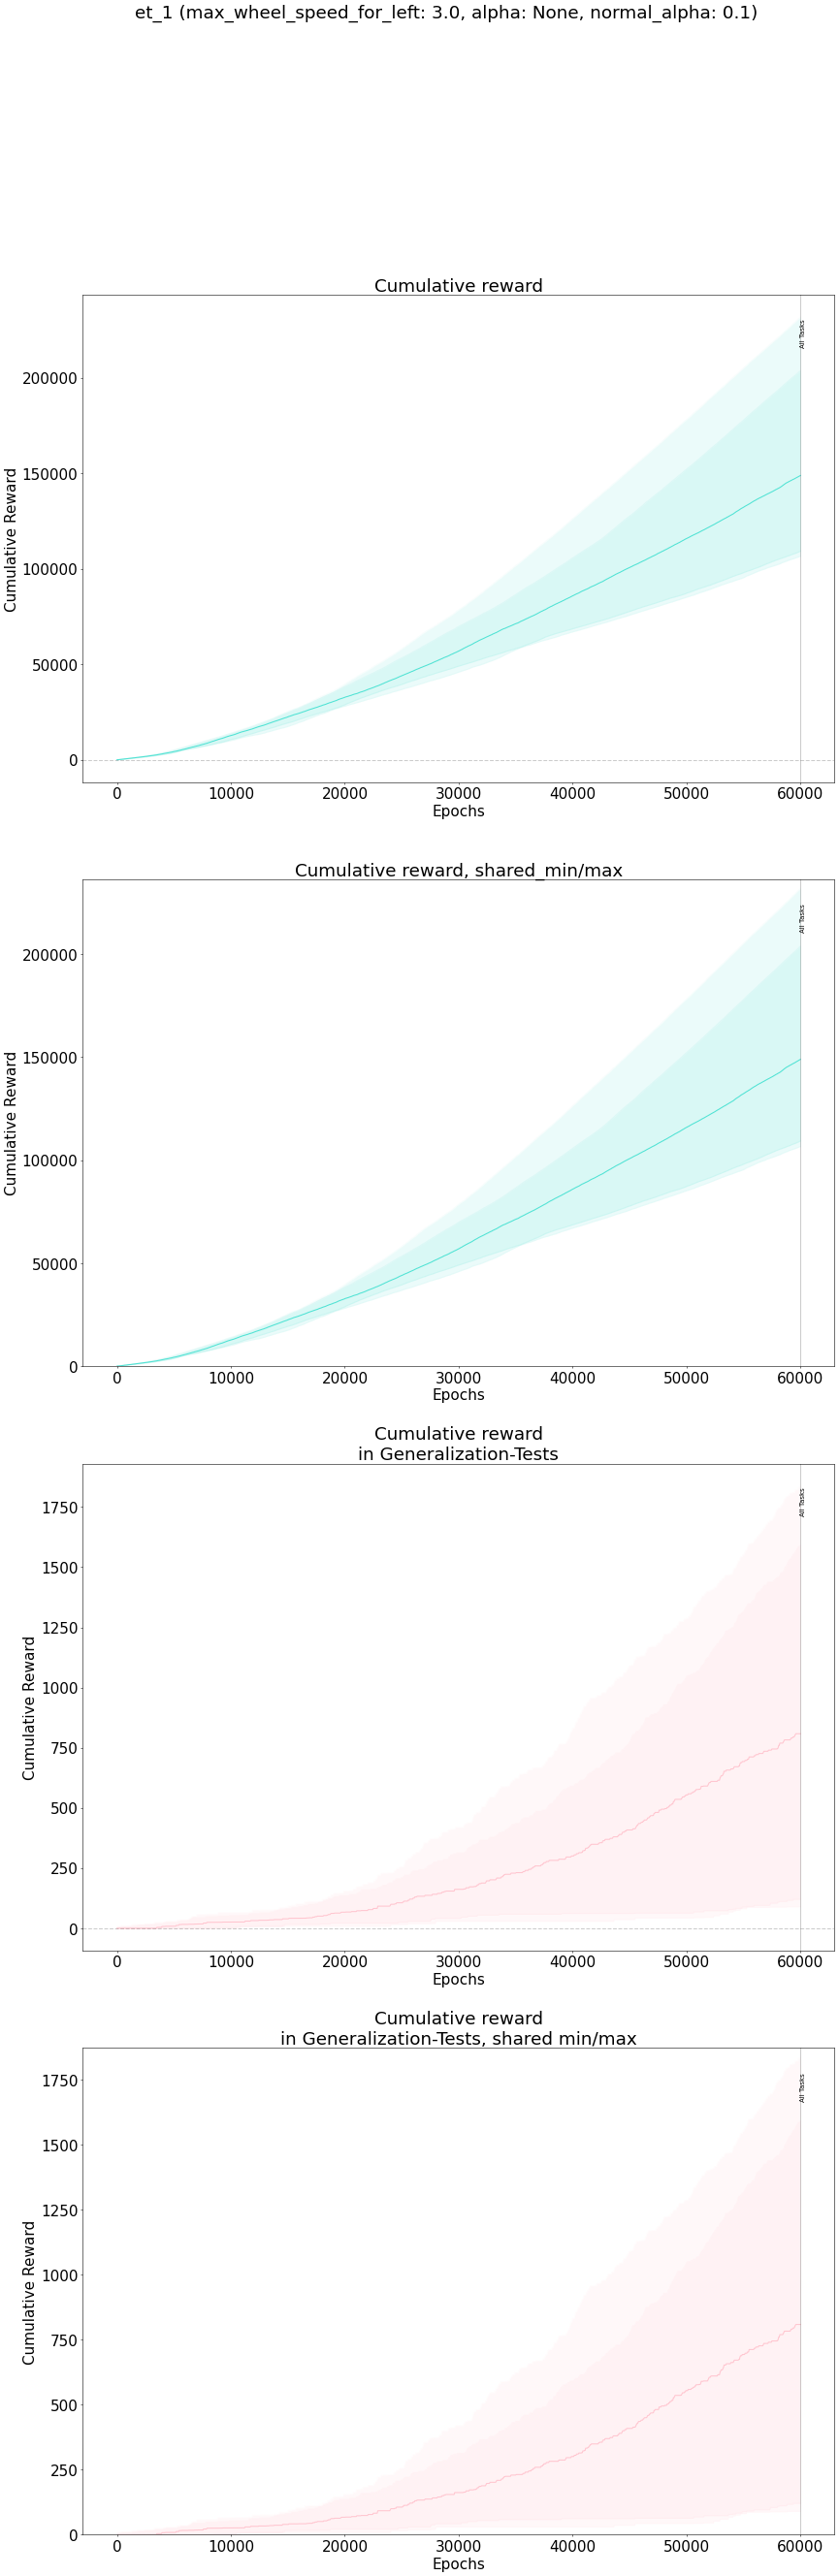 et_1 (max_wheel_speed_for_left: 3.0, alpha: None, normal_alpha: 0.1)
Cumulative reward
All Tasks
200000
150000
100000
50000
0
Cumulative Reward
0 10000 20000 30000 40000 50000 60000
Epochs
Cumulative reward, shared_min/max
All Tasks
200000
150000
100000
50000
0
Cumulative Reward
0 10000 20000 30000 40000 50000 60000
Epochs
Cumulative reward
in Generalization-Tests
All Tasks
1750
1500
1250
1000
750
500
250
0
Cumulative Reward
0 10000 20000 30000 40000 50000 60000
Epochs
Cumulative reward
in Generalization-Tests, shared min/max
All Tasks
1750
1500
1250
1000
750
500
250
0
Cumulative Reward
0 10000 20000 30000 40000 50000 60000
Epochs